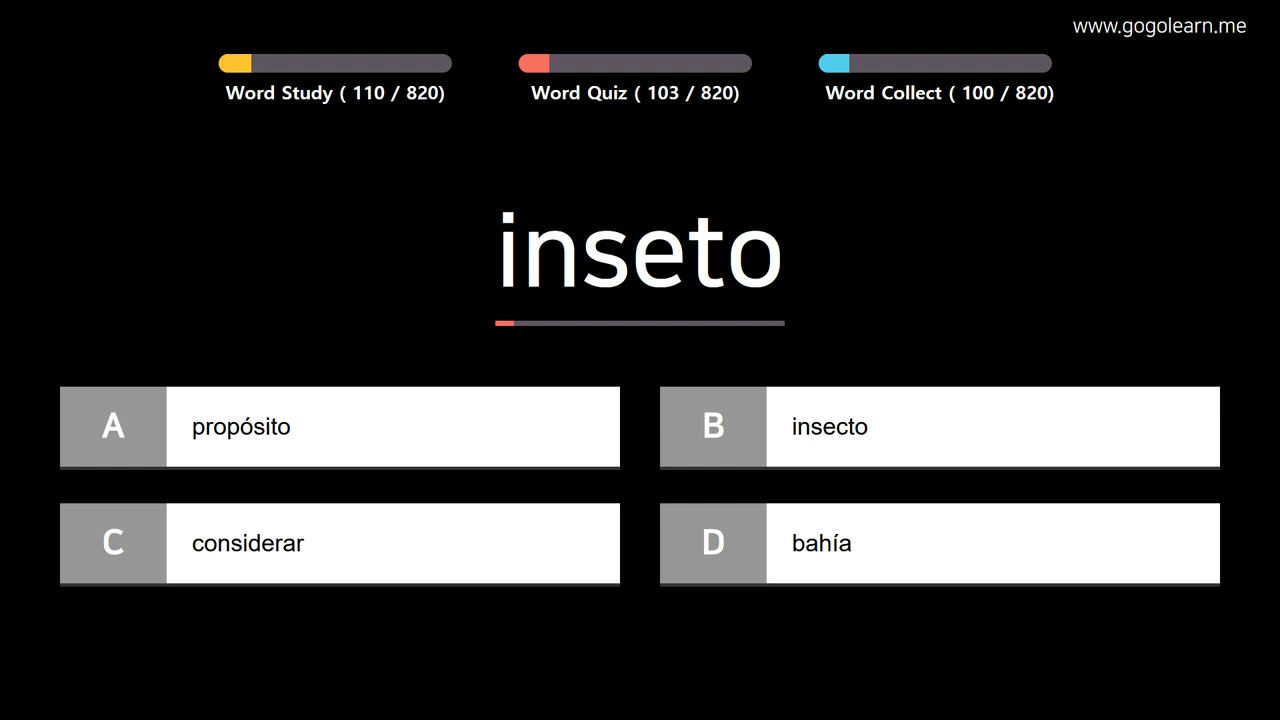 www.gogolearn.me
Word Study ( 110 / 820)
Word Quiz ( 103 / 820)
Word Collect ( 100 / 820)
inseto
A propósito
B insecto
C considerar
D bahía